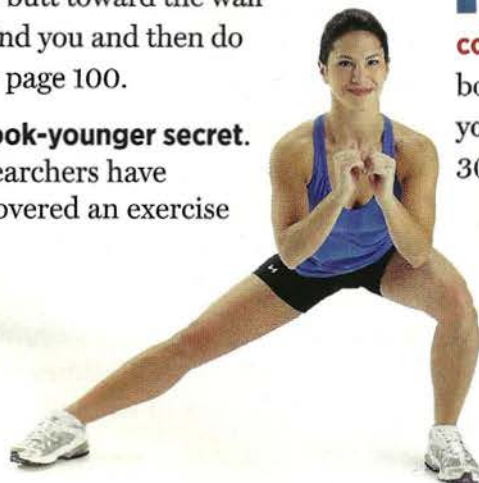 butt toward the wall
nd you and then do
page 100.
ok-younger secret.
earchers have
overed an exercise
co
bo
yo
30